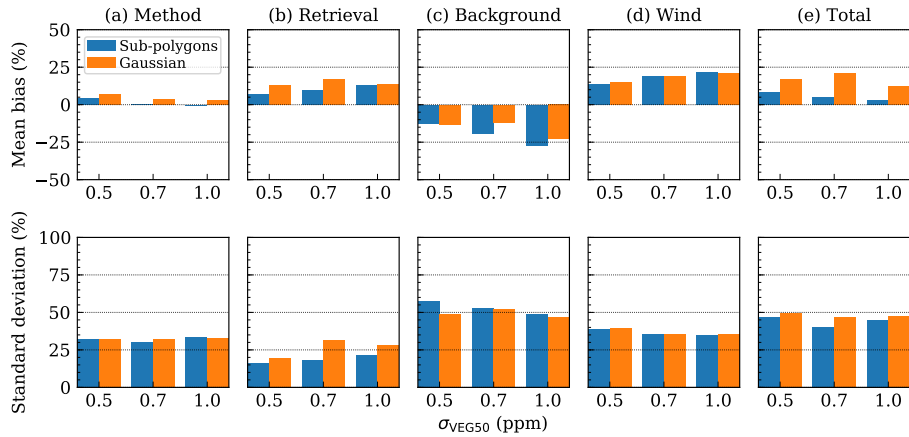 (a) Method (b) Retrieval (c) Background (d) Wind (e) Total
Mean bias (%)
50
25
0
−25
−50
Sub-polygons
Gaussian
0.5 0.7 1.0 0.5 0.7 1.0 0.5 0.7 1.0 0.5 0.7 1.0 0.5 0.7 1.0
Standard deviation (%)
100
75
50
25
0
0.5 0.7 1.0 0.5 0.7 1.0 0.5 0.7 1.0 0.5 0.7 1.0 0.5 0.7 1.0
σVEG50 (ppm)